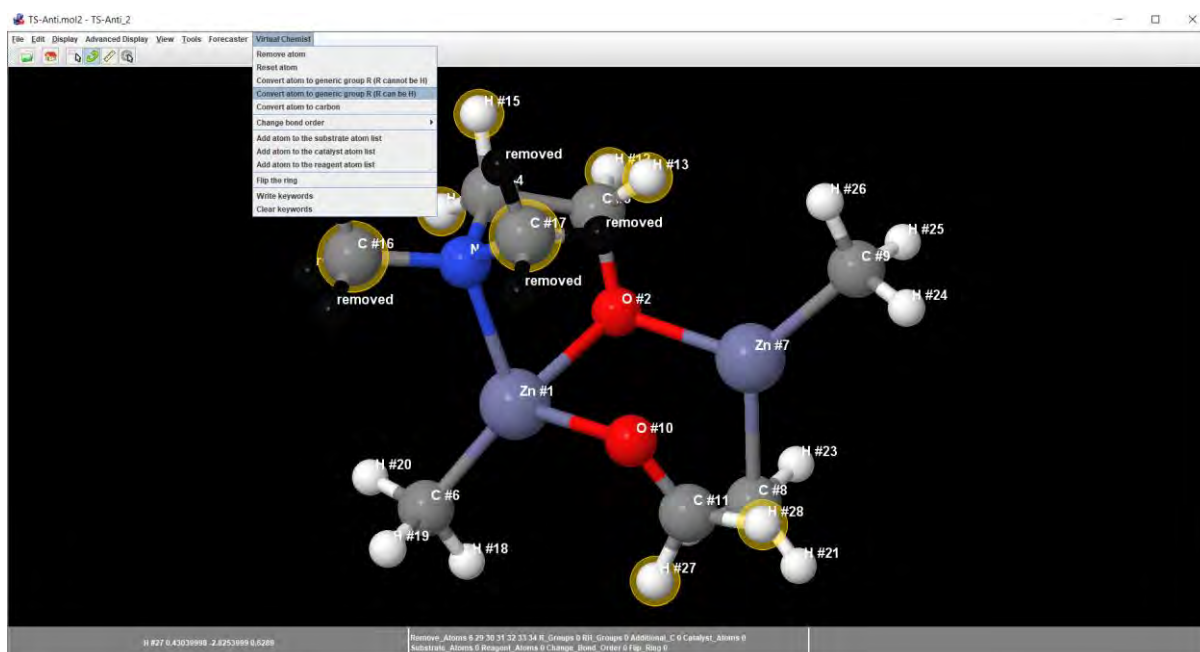 TS-Anti.mol2 - TS-Anti_2
File Edit Display Advanced Display View Tools Forecaster Virtual Chemist
Remove atom
Reset atom
Convert atom to generic group R (R cannot be H)
Convert atom to generic group R (R can be H)
Convert atom to carbon
Change bond order
Add atom to the substrate atom list
Add atom to the catalyst atom list
Add atom to the reagent atom list
Flip the ring
Write keywords
Clear keywords
H #15
removed
H #13
H #26
C #16
C #17
removed
H #25
C #9
removed
removed
H #24
O #2
Zn #7
Zn #1
O #10
H #20
H #23
C #6
C #8
C #11
H #28
H #19
H #18
H #21
H #27
H #27 0.43039998 -2.8253999 0.6289
Remove_Atoms 6 29 30 31 32 33 34 R_Groups 0 RH_Groups 0 Additional_C 0 Catalyst_Atoms 0
Substrate_Atoms 0 Reagent_Atoms 0 Change_Bond_Order 0 Flip_Ring 0